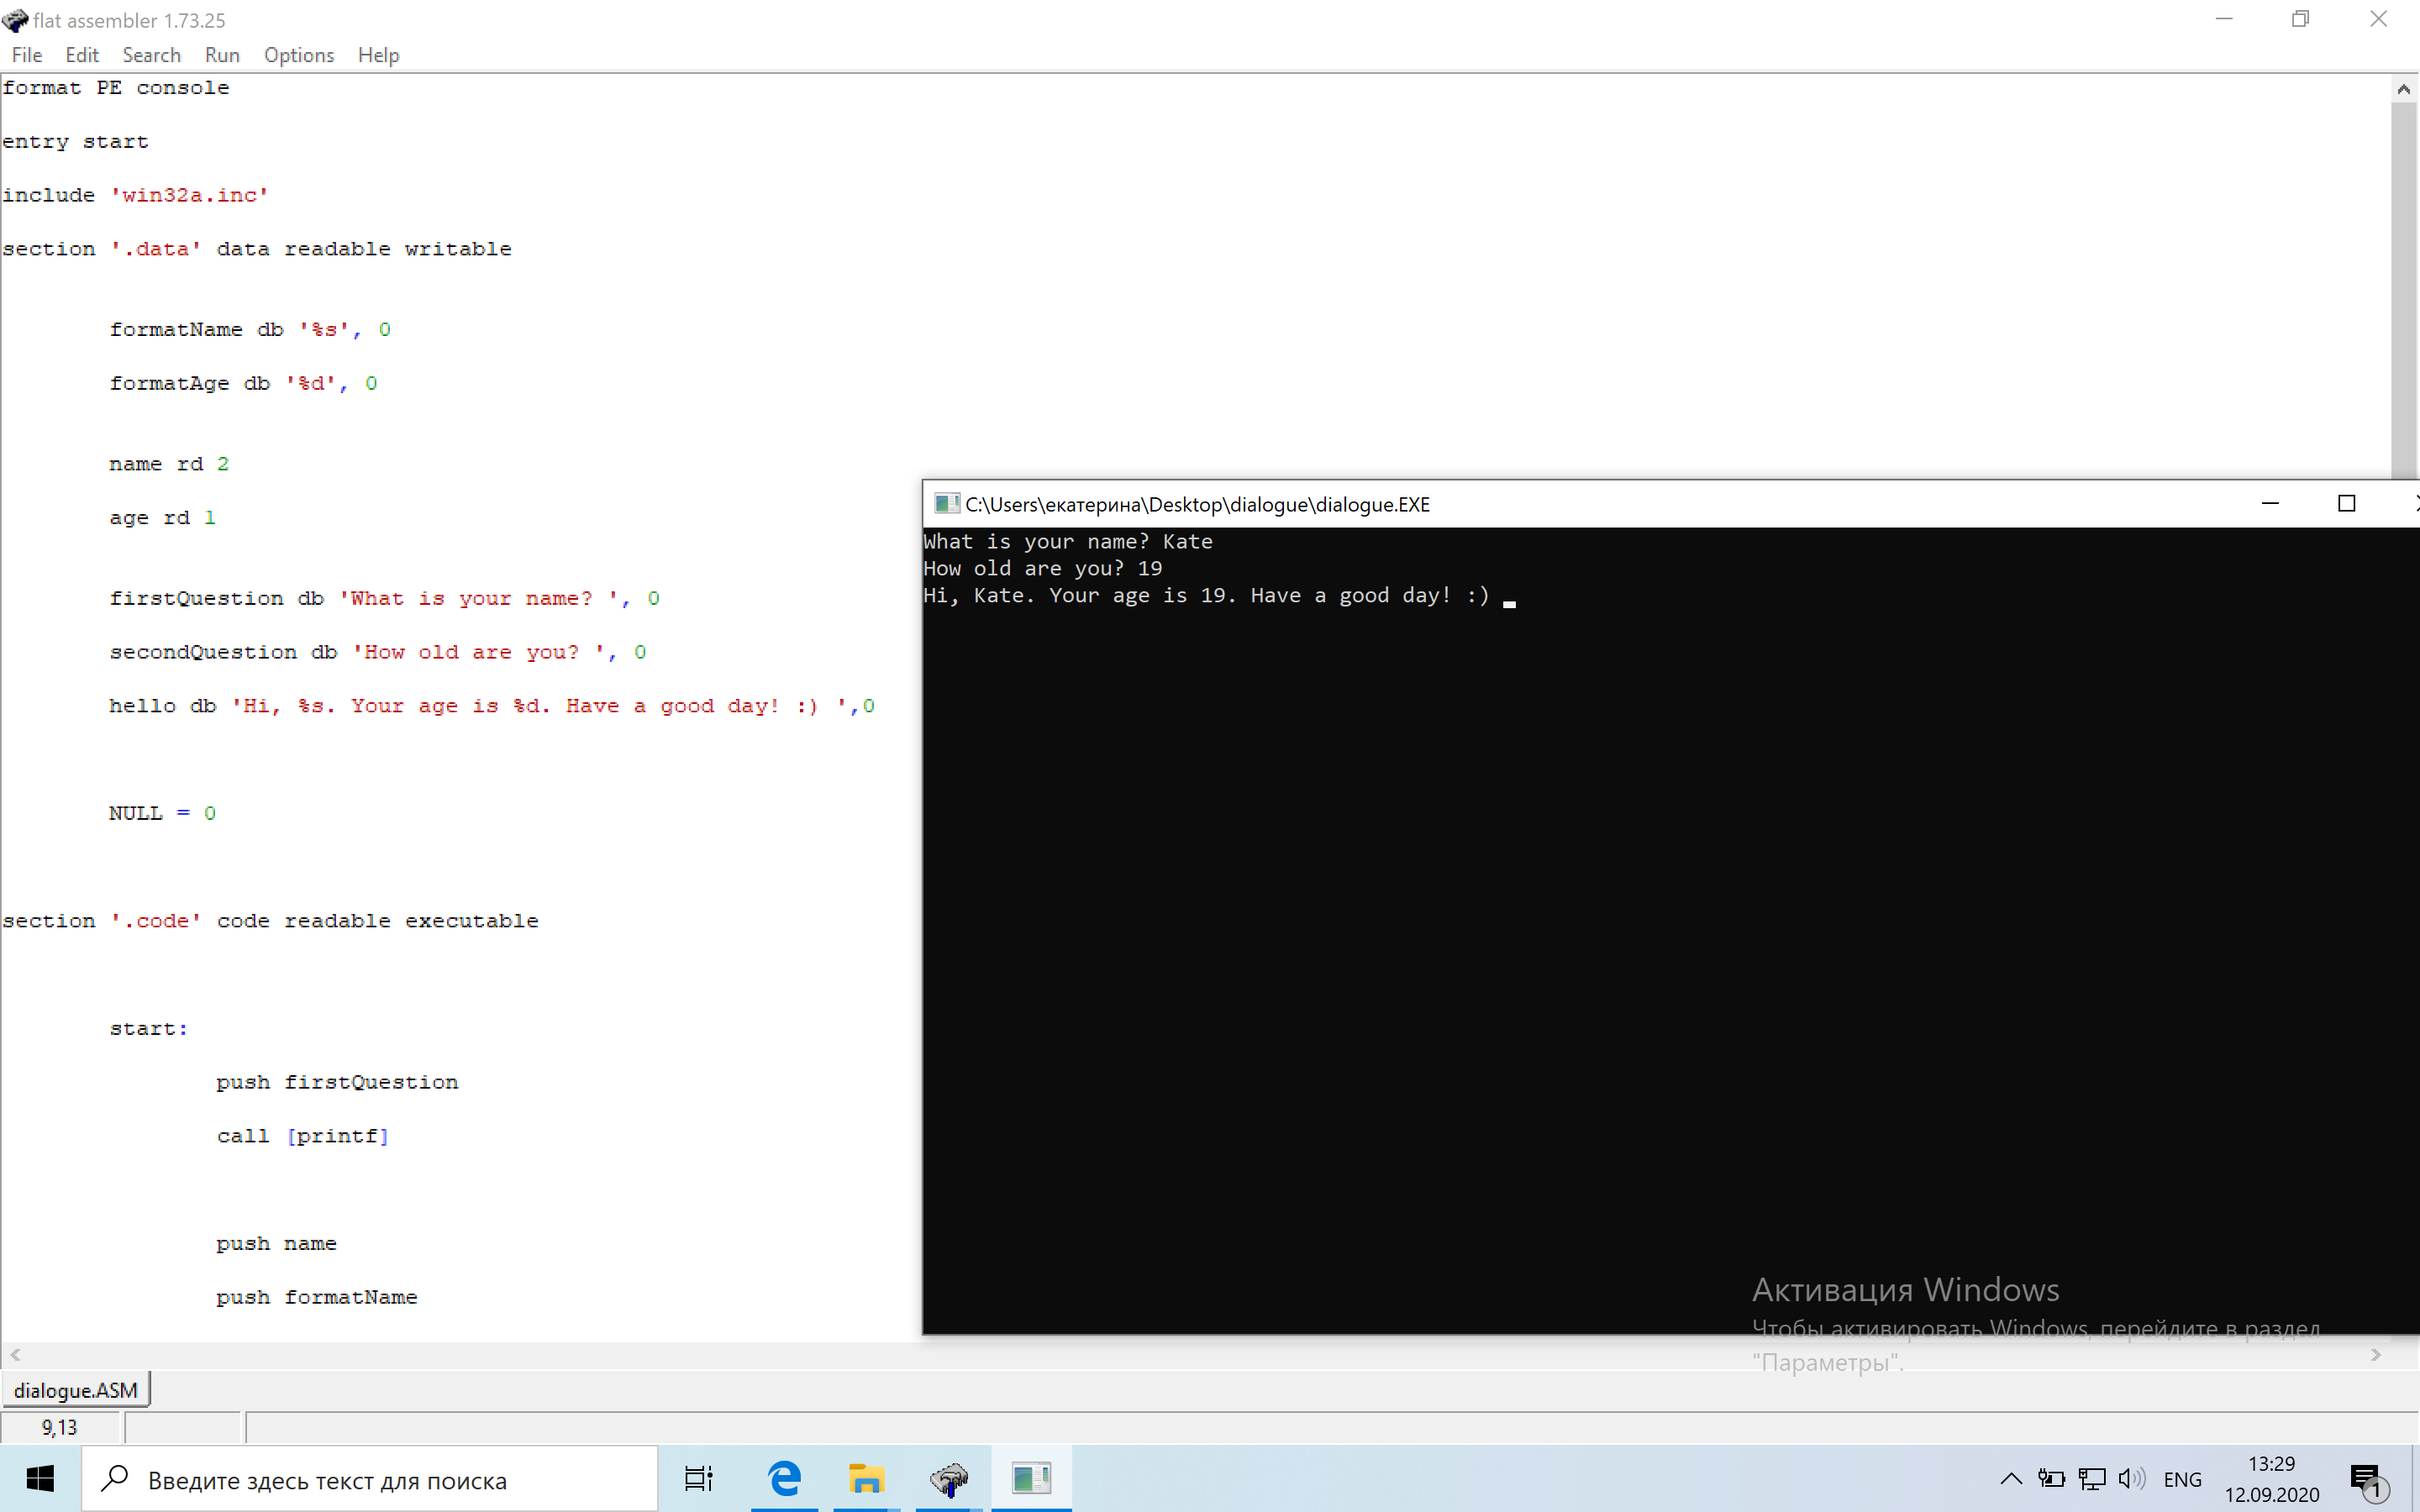 flat assembler 1.73.25
File Edit Search Run Options Help
format PE console
entry start
include 'win32a.inc'
section '.data' data readable writable
formatName db '%s', 0
formatAge db '%d', 0
name rd 2
age rd 1
firstQuestion db 'What is your name? ', 0
secondQuestion db 'How old are you? ', 0
hello db 'Hi, %s. Your age is %d. Have a good day! :) ',0
NULL = 0
section '.code' code readable executable
start:
push firstQuestion
call [printf]
push name
push formatName
C:\Users\екатерина\Desktop\dialogue\dialogue.EXE
What is your name? Kate
How old are you? 19
Hi, Kate. Your age is 19. Have a good day! :)
Активация Windows
Чтобы активировать Windows, перейдите в раздел
"Параметры".
dialogue.ASM
9,13
Введите здесь текст для поиска
ENG
13:29
12.09.2020
1